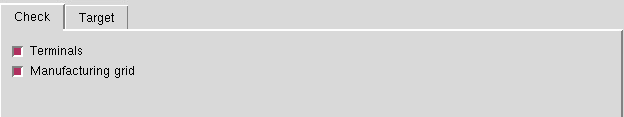 Check Target
Terminals
Manufacturing grid